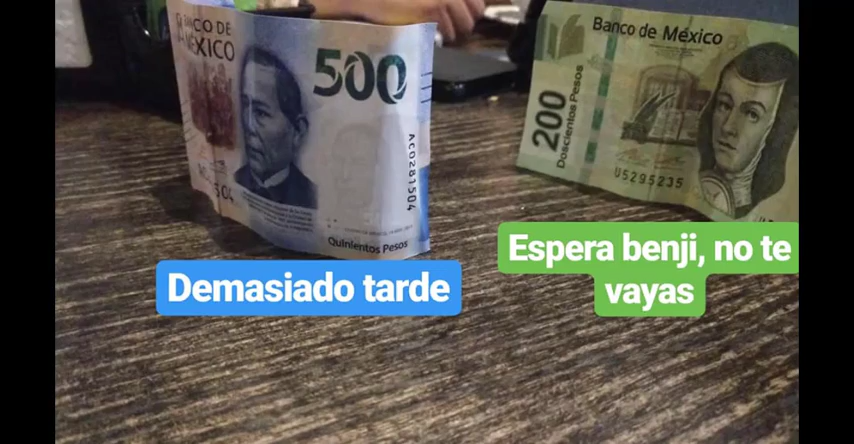 BANCO DE
MÉXICO
500
AC0281504
Quinientos Pesos
Demasiado tarde
Banco de México
200
Doscientos Pesos
U5295235
Espera benji, no te
vayas